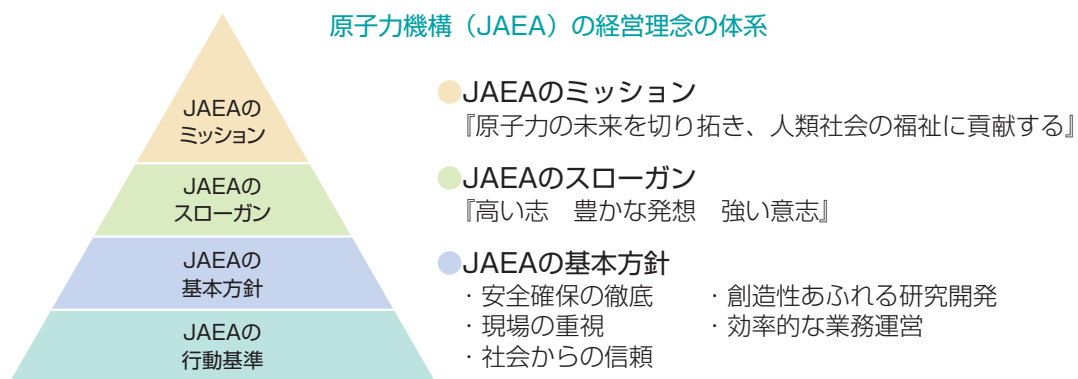 原子力機構（JAEA）の経営理念の体系
JAEAの
ミッション
JAEAの
スローガン
JAEAの
基本方針
JAEAの
行動基準
●JAEAのミッション
『原子力の未来を切り拓き、人類社会の福祉に貢献する』
●JAEAのスローガン
『高い志　豊かな発想　強い意志』
●JAEAの基本方針
・安全確保の徹底　・創造性あふれる研究開発
・現場の重視　・効率的な業務運営
・社会からの信頼